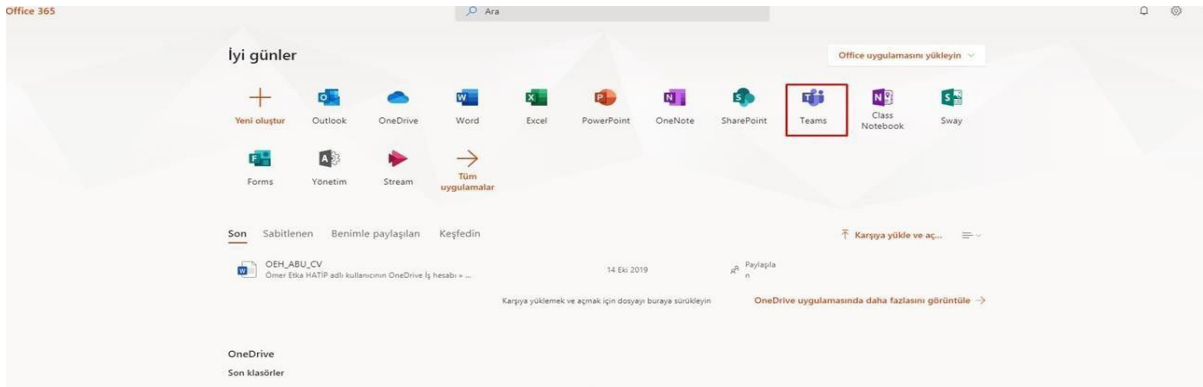 Office 365
Ara
İyi günler
Office uygulamasını yükleyin
Yeni oluştur
Outlook
OneDrive
Word
Excel
PowerPoint
OneNote
SharePoint
Teams
Class
Notebook
Sway
Forms
Yönetim
Stream
Tüm
uygulamalar
Son Sabitlenen Benimle paylaşılan Keşfedin
Karşıya yükle ve aç...
OEH_ABU_CV
Ömer Etka HATİP adlı kullanıcının OneDrive İş hesabı » ...
14 Eki 2019
Paylaşıla
n
Karşıya yüklemek ve açmak için dosyayı buraya sürükleyin
OneDrive uygulamasında daha fazlasını görüntüle
OneDrive
Son klasörler